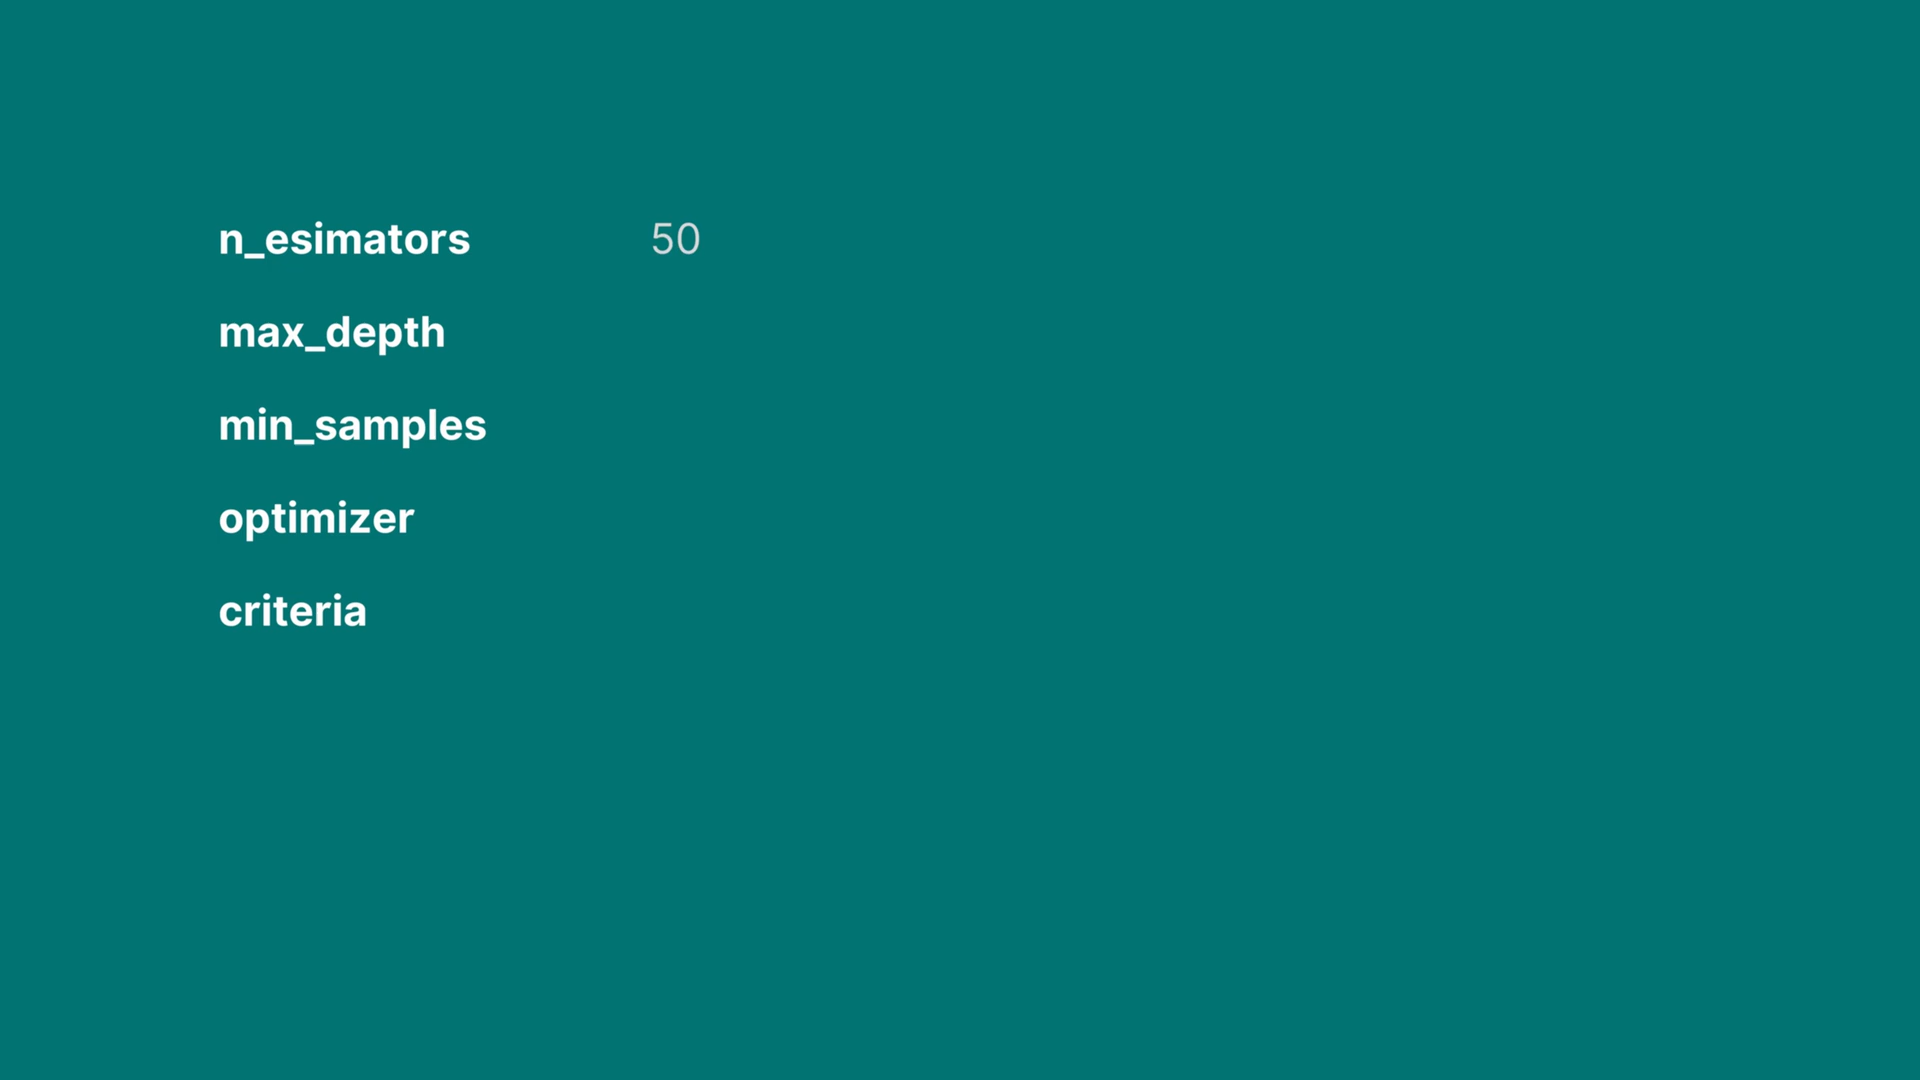 n_esimators 50
max_depth
min_samples
optimizer
criteria